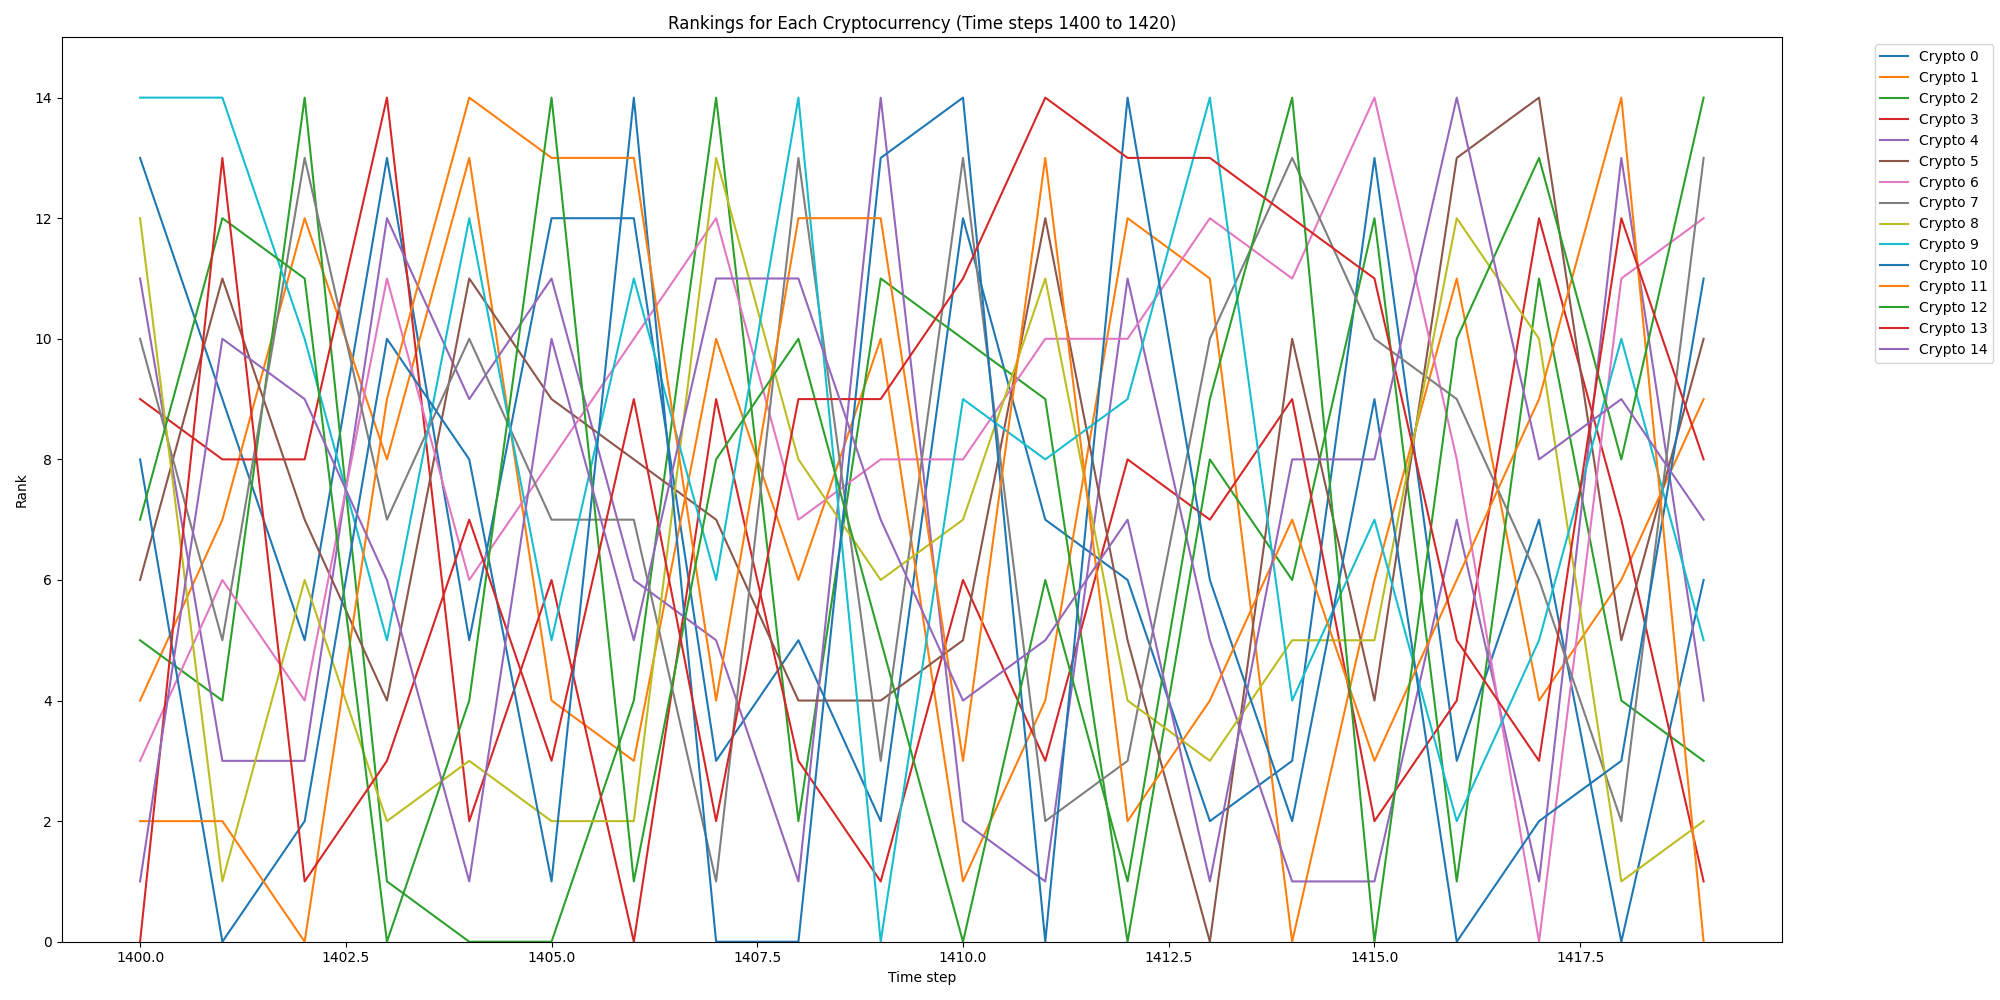 Rankings for Each Cryptocurrency (Time steps 1400 to 1420)
Rank
14
12
10
8
6
4
2
0
1400.0
1402.5
1405.0
1407.5
1410.0
1412.5
1415.0
1417.5
Time step
Crypto 0
Crypto 1
Crypto 2
Crypto 3
Crypto 4
Crypto 5
Crypto 6
Crypto 7
Crypto 8
Crypto 9
Crypto 10
Crypto 11
Crypto 12
Crypto 13
Crypto 14